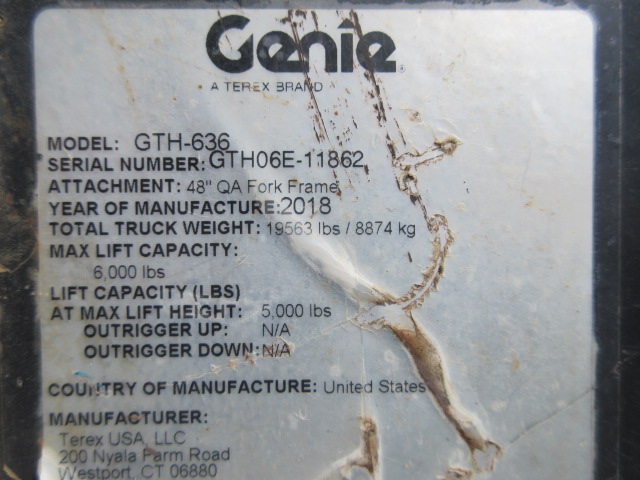 Genie
A TEREX BRAND
MODEL: GTH-636
SERIAL NUMBER: GTH06E-11862
ATTACHMENT: 48" QA Fork Frame
YEAR OF MANUFACTURE: 2018
TOTAL TRUCK WEIGHT: 19563 lbs / 8874 kg
MAX LIFT CAPACITY:
6,000 lbs
LIFT CAPACITY (LBS)
AT MAX LIFT HEIGHT: 5,000 lbs
OUTRIGGER UP: N/A
OUTRIGGER DOWN: N/A
COUNTRY OF MANUFACTURE: United States
MANUFACTURER:
Terex USA, LLC
200 Nyala Farm Road
Westport, CT 06880